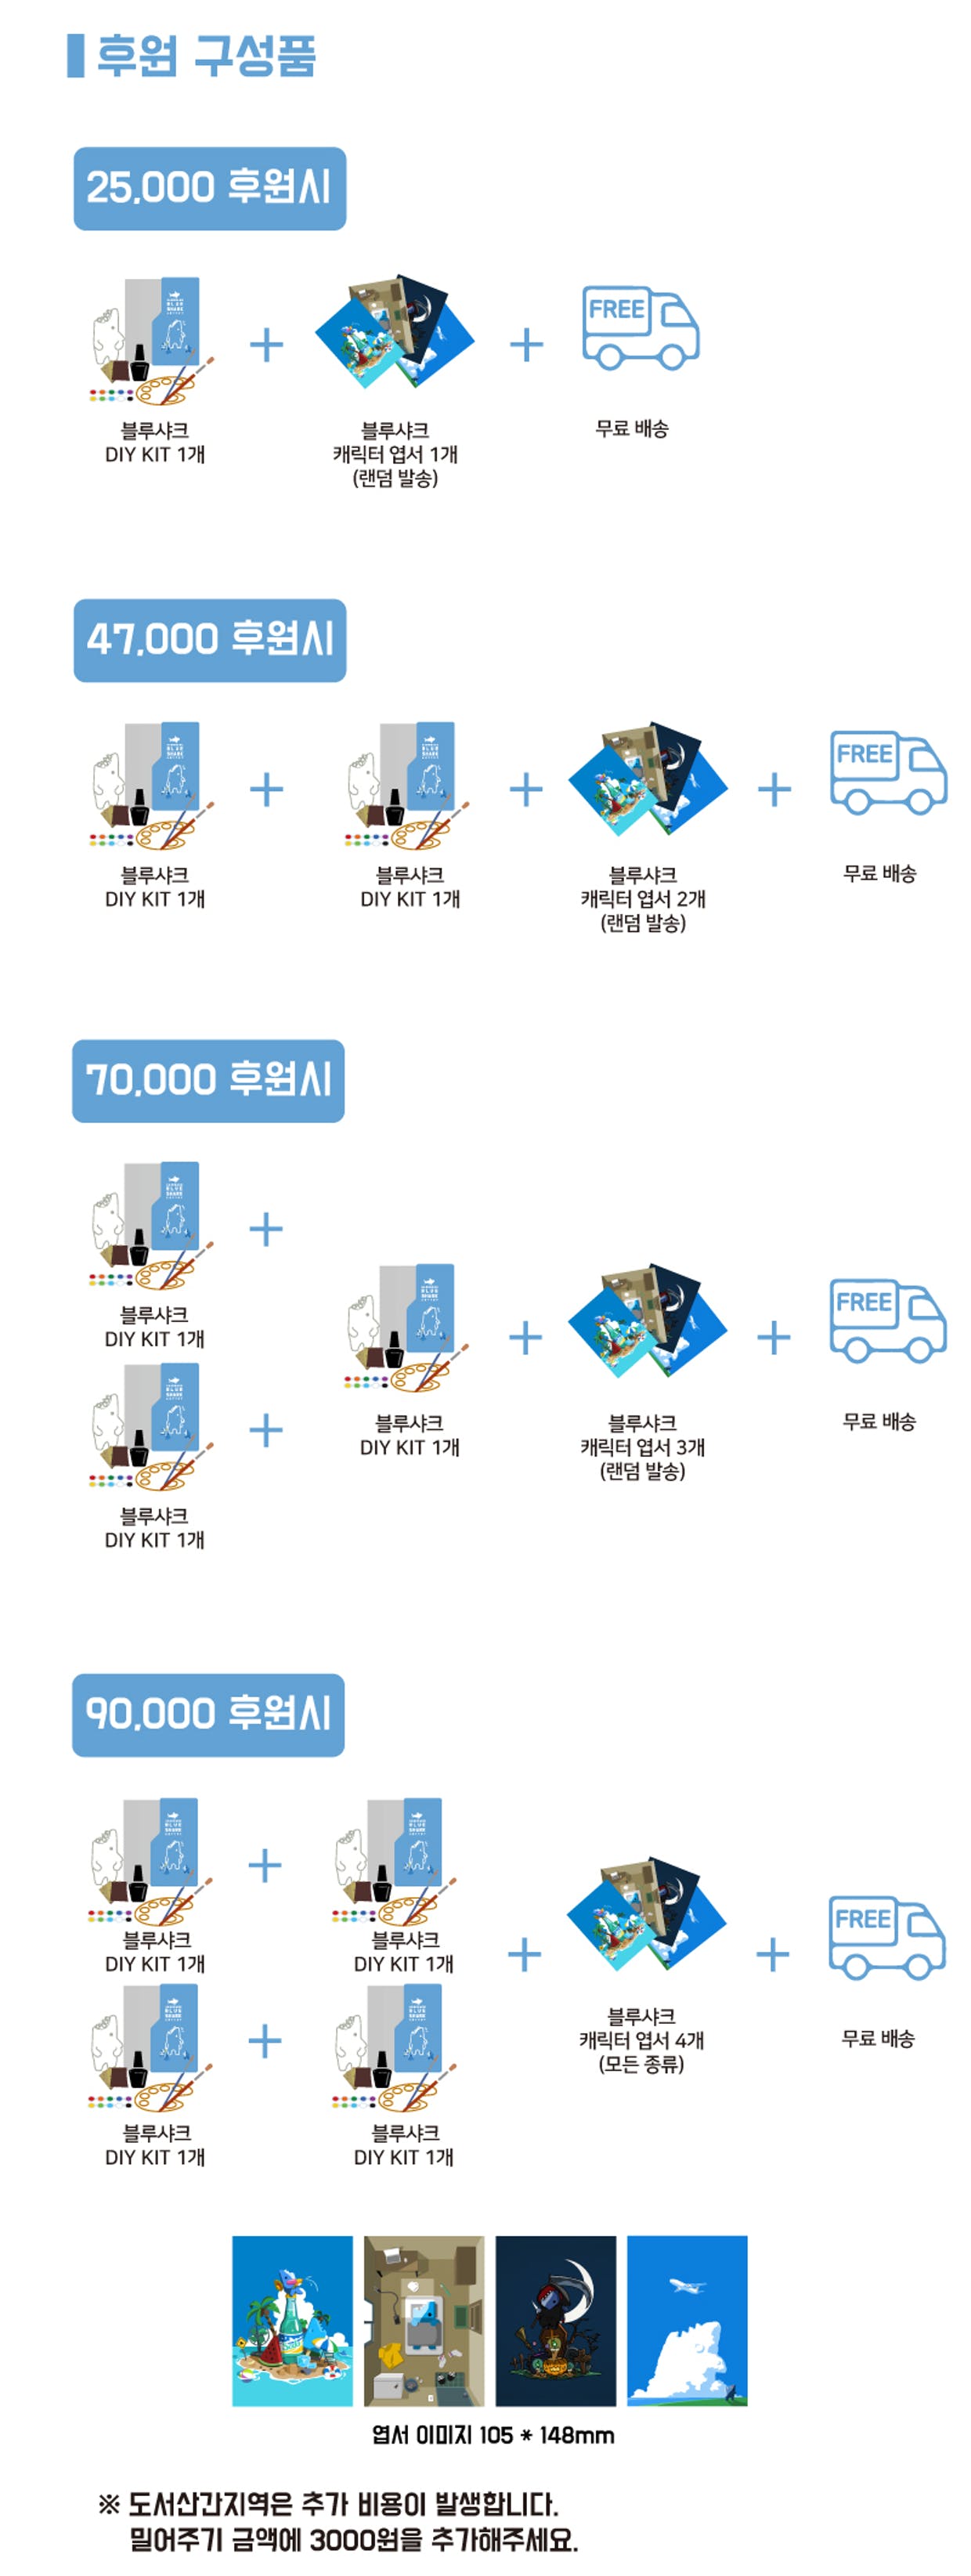 후원 구성품
25,000 후원시
블루샤크
DIY KIT 1개
블루샤크
캐릭터 엽서 1개
(랜덤 발송)
FREE
무료 배송
47,000 후원시
블루샤크
DIY KIT 1개
블루샤크
DIY KIT 1개
블루샤크
캐릭터 엽서 2개
(랜덤 발송)
FREE
무료 배송
70,000 후원시
블루샤크
DIY KIT 1개
블루샤크
DIY KIT 1개
블루샤크
DIY KIT 1개
블루샤크
캐릭터 엽서 3개
(랜덤 발송)
FREE
무료 배송
90,000 후원시
블루샤크
DIY KIT 1개
블루샤크
DIY KIT 1개
블루샤크
DIY KIT 1개
블루샤크
DIY KIT 1개
블루샤크
캐릭터 엽서 4개
(모든 종류)
FREE
무료 배송
엽서 이미지 105 * 148mm
※ 도서산간지역은 추가 비용이 발생합니다.
밀어주기 금액에 3000원을 추가해주세요.